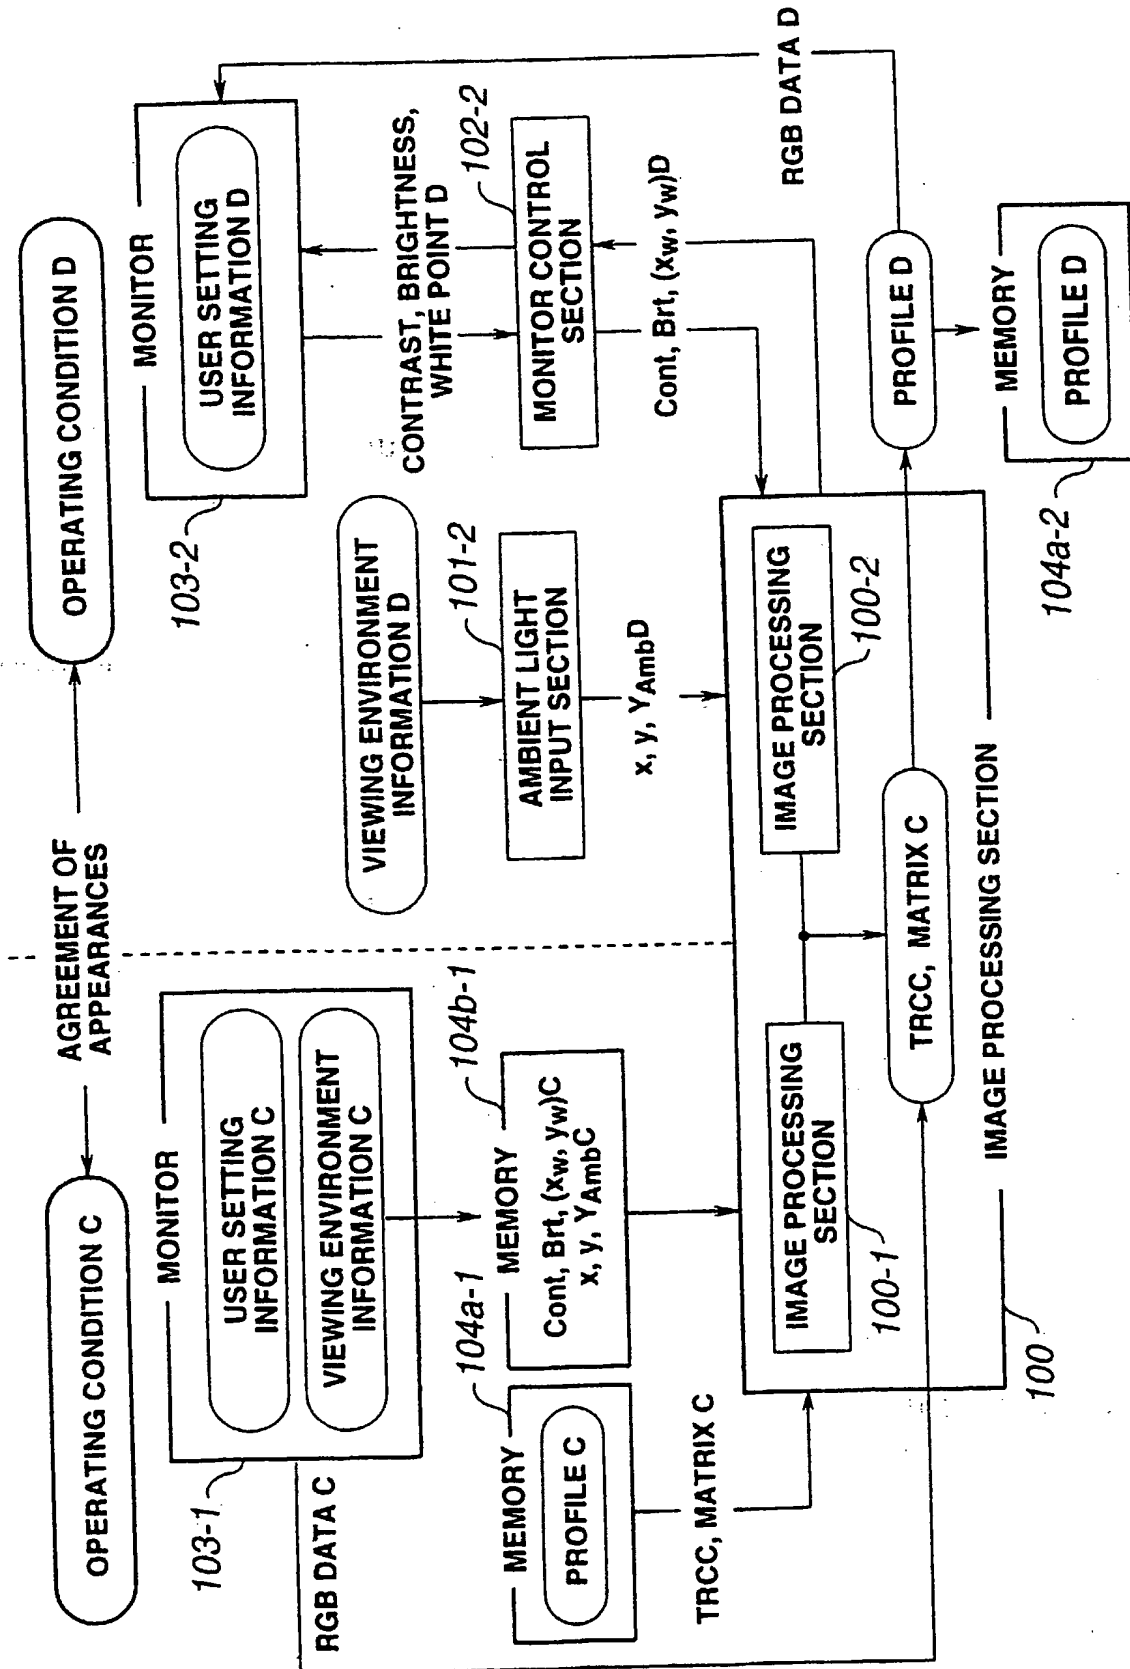 OPERATING CONDITION C
AGREEMENT OF
APPEARANCES
OPERATING CONDITION D
103-1
MONITOR
USER SETTING
INFORMATION C
VIEWING ENVIRONMENT
INFORMATION C
RGB DATA C
MEMORY
104a-1
PROFILE C
TRCC, MATRIX C
MEMORY
104b-1
Cont, Brt, (xw, yw)C
x, y, YAmbC
103-2
MONITOR
USER SETTING
INFORMATION D
VIEWING ENVIRONMENT
INFORMATION D
CONTRAST, BRIGHTNESS,
WHITE POINT D
101-2
AMBIENT LIGHT
INPUT SECTION
x, y, YAmbD
102-2
MONITOR CONTROL
SECTION
Cont, Brt, (xw, yw)D
RGB DATA D
IMAGE PROCESSING
SECTION
100-1
IMAGE PROCESSING
SECTION
100-2
TRCC, MATRIX C
PROFILE D
100
IMAGE PROCESSING SECTION
MEMORY
PROFILE D
104a-2